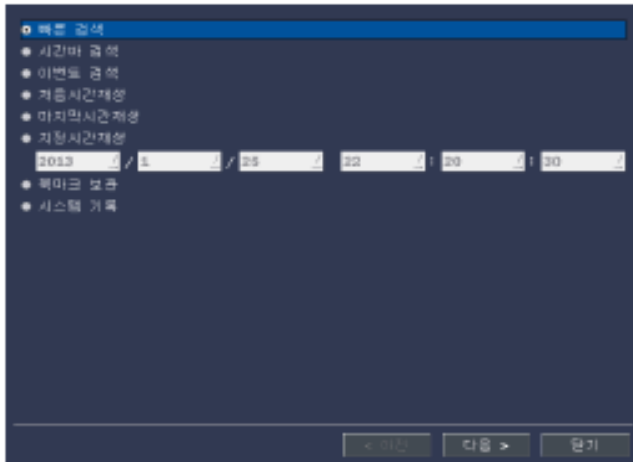 빠른 검색
시간바 검색
이벤트 검색
처음시간재생
마지막시간재생
지정시간재생
2013 / 1 / 25 22 : 20 : 30
북마크 보관
시스템 기록
< 이전 다음 > 닫기